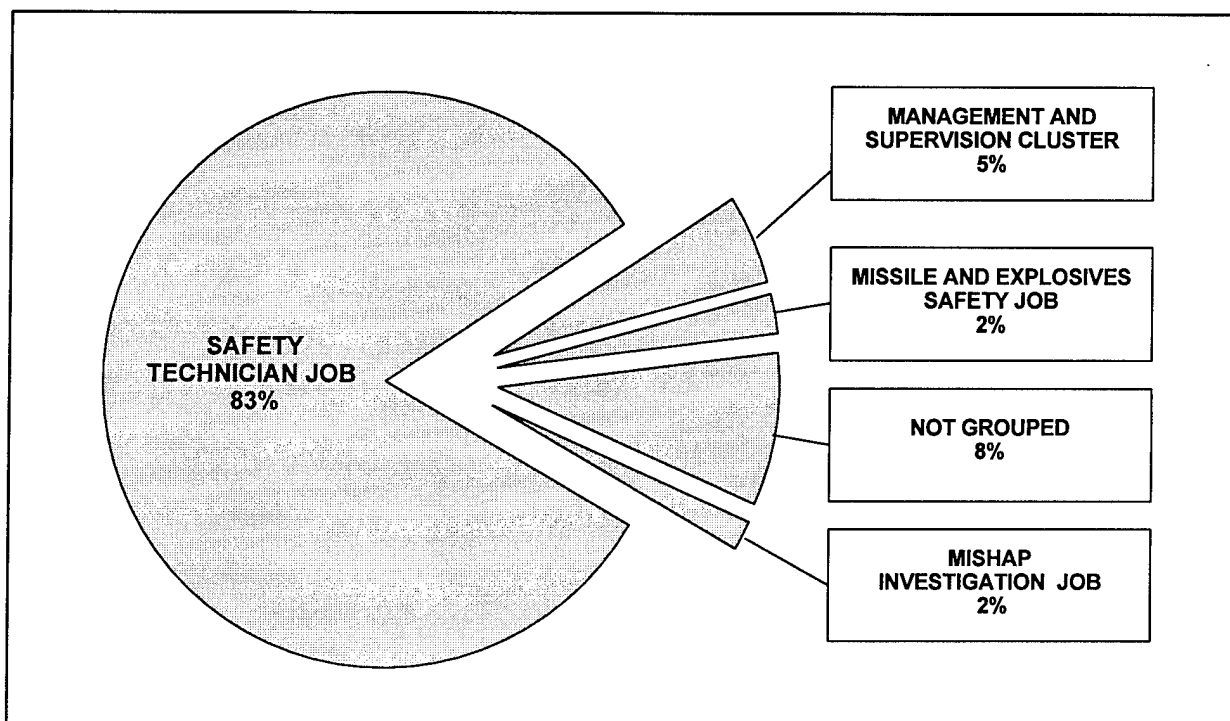 SAFETY
TECHNICIAN JOB
83%
MANAGEMENT AND
SUPERVISION CLUSTER
5%
MISSILE AND EXPLOSIVES
SAFETY JOB
2%
NOT GROUPED
8%
MISHAP
INVESTIGATION JOB
2%